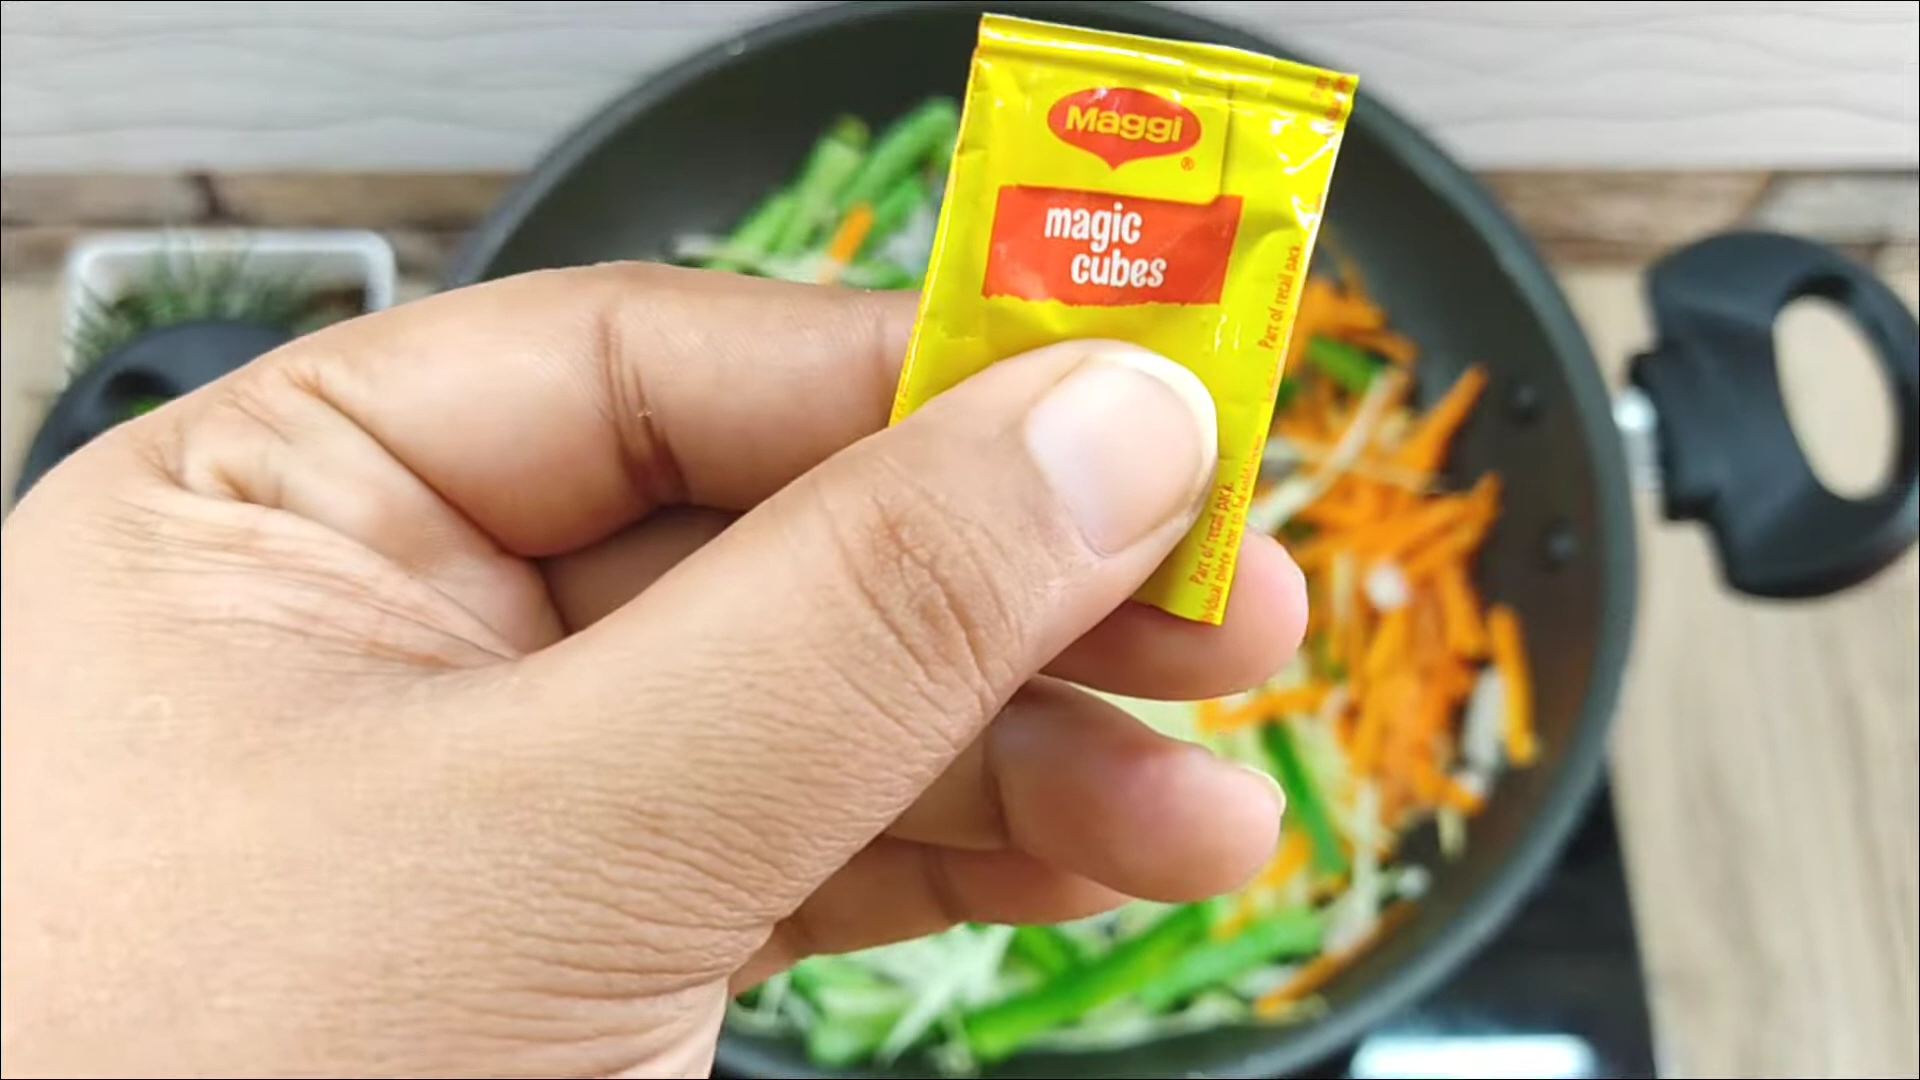 Maggi
®
magic
cubes
Part of retail pack.
Part of retail pack.